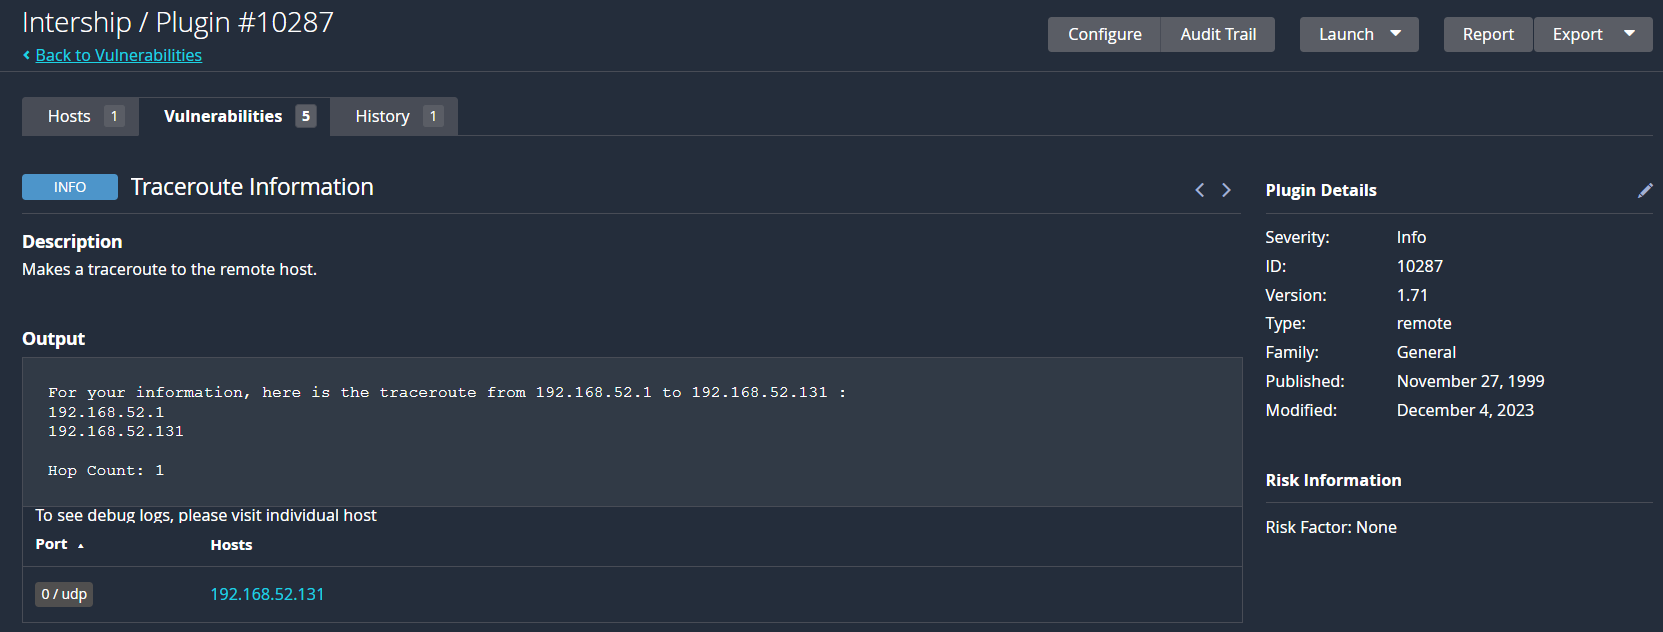 Intership / Plugin #10287
Back to Vulnerabilities
Configure
Audit Trail
Launch
Report
Export
Hosts 1
Vulnerabilities 5
History 1
INFO Traceroute Information
Description
Makes a traceroute to the remote host.
Output
For your information, here is the traceroute from 192.168.52.1 to 192.168.52.131 :
192.168.52.1
192.168.52.131
Hop Count: 1
To see debug logs, please visit individual host
Port Hosts
0 / udp 192.168.52.131
Plugin Details
Severity: Info
ID: 10287
Version: 1.71
Type: remote
Family: General
Published: November 27, 1999
Modified: December 4, 2023
Risk Information
Risk Factor: None